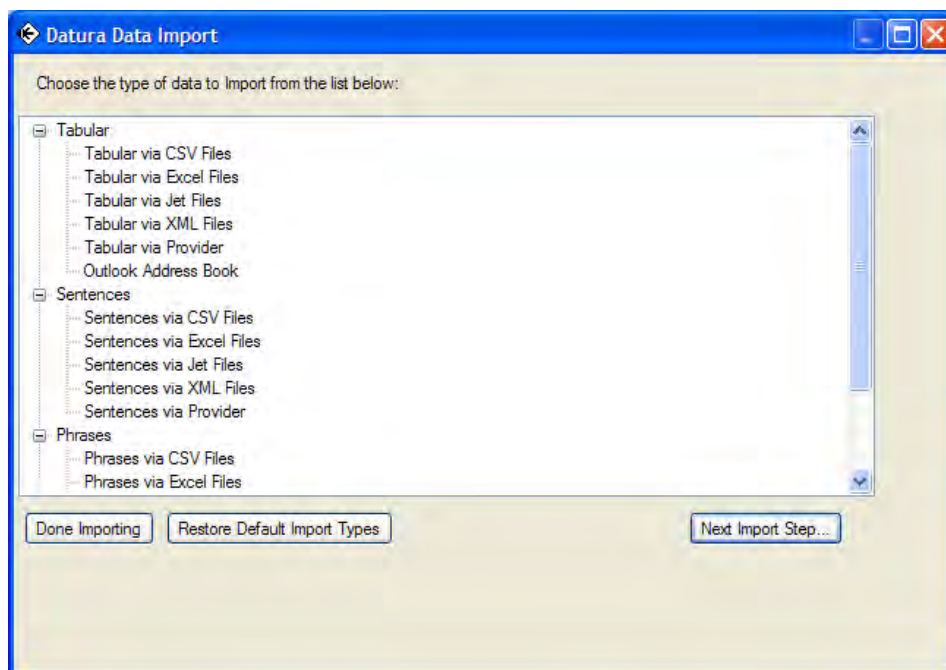 Datura Data Import
Choose the type of data to Import from the list below:
Tabular
Tabular via CSV Files
Tabular via Excel Files
Tabular via Jet Files
Tabular via XML Files
Tabular via Provider
Outlook Address Book
Sentences
Sentences via CSV Files
Sentences via Excel Files
Sentences via Jet Files
Sentences via XML Files
Sentences via Provider
Phrases
Phrases via CSV Files
Phrases via Excel Files
Done Importing Restore Default Import Types Next Import Step...